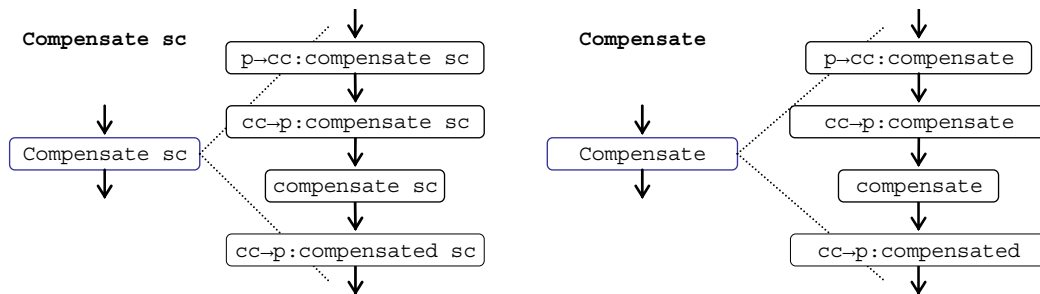 Compensate sc
Compensate sc
p→cc:compensate sc
cc→p:compensate sc
compensate sc
cc→p:compensated sc
Compensate
Compensate
p→cc:compensate
cc→p:compensate
compensate
cc→p:compensated